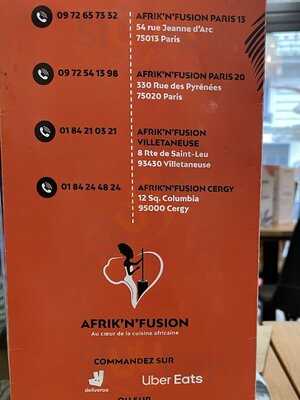 09 72 65 73 32
AFRIK'N'FUSION PARIS 13
54 rue Jeanne d'Arc
75013 Paris
09 72 54 13 98
AFRIK'N'FUSION PARIS 20
330 Rue des Pyrénées
75020 Paris
01 84 21 03 21
AFRIK'N'FUSION
VILLETANEUSE
8 Rte de Saint-Leu
93430 Villetaneuse
01 84 24 48 24
AFRIK'N'FUSION CERGY
12 Sq. Columbia
95000 Cergy
AFRIK'N'FUSION
Au cœur de la cuisine africaine
COMMANDEZ SUR
deliveroo
Uber Eats
OU SUR